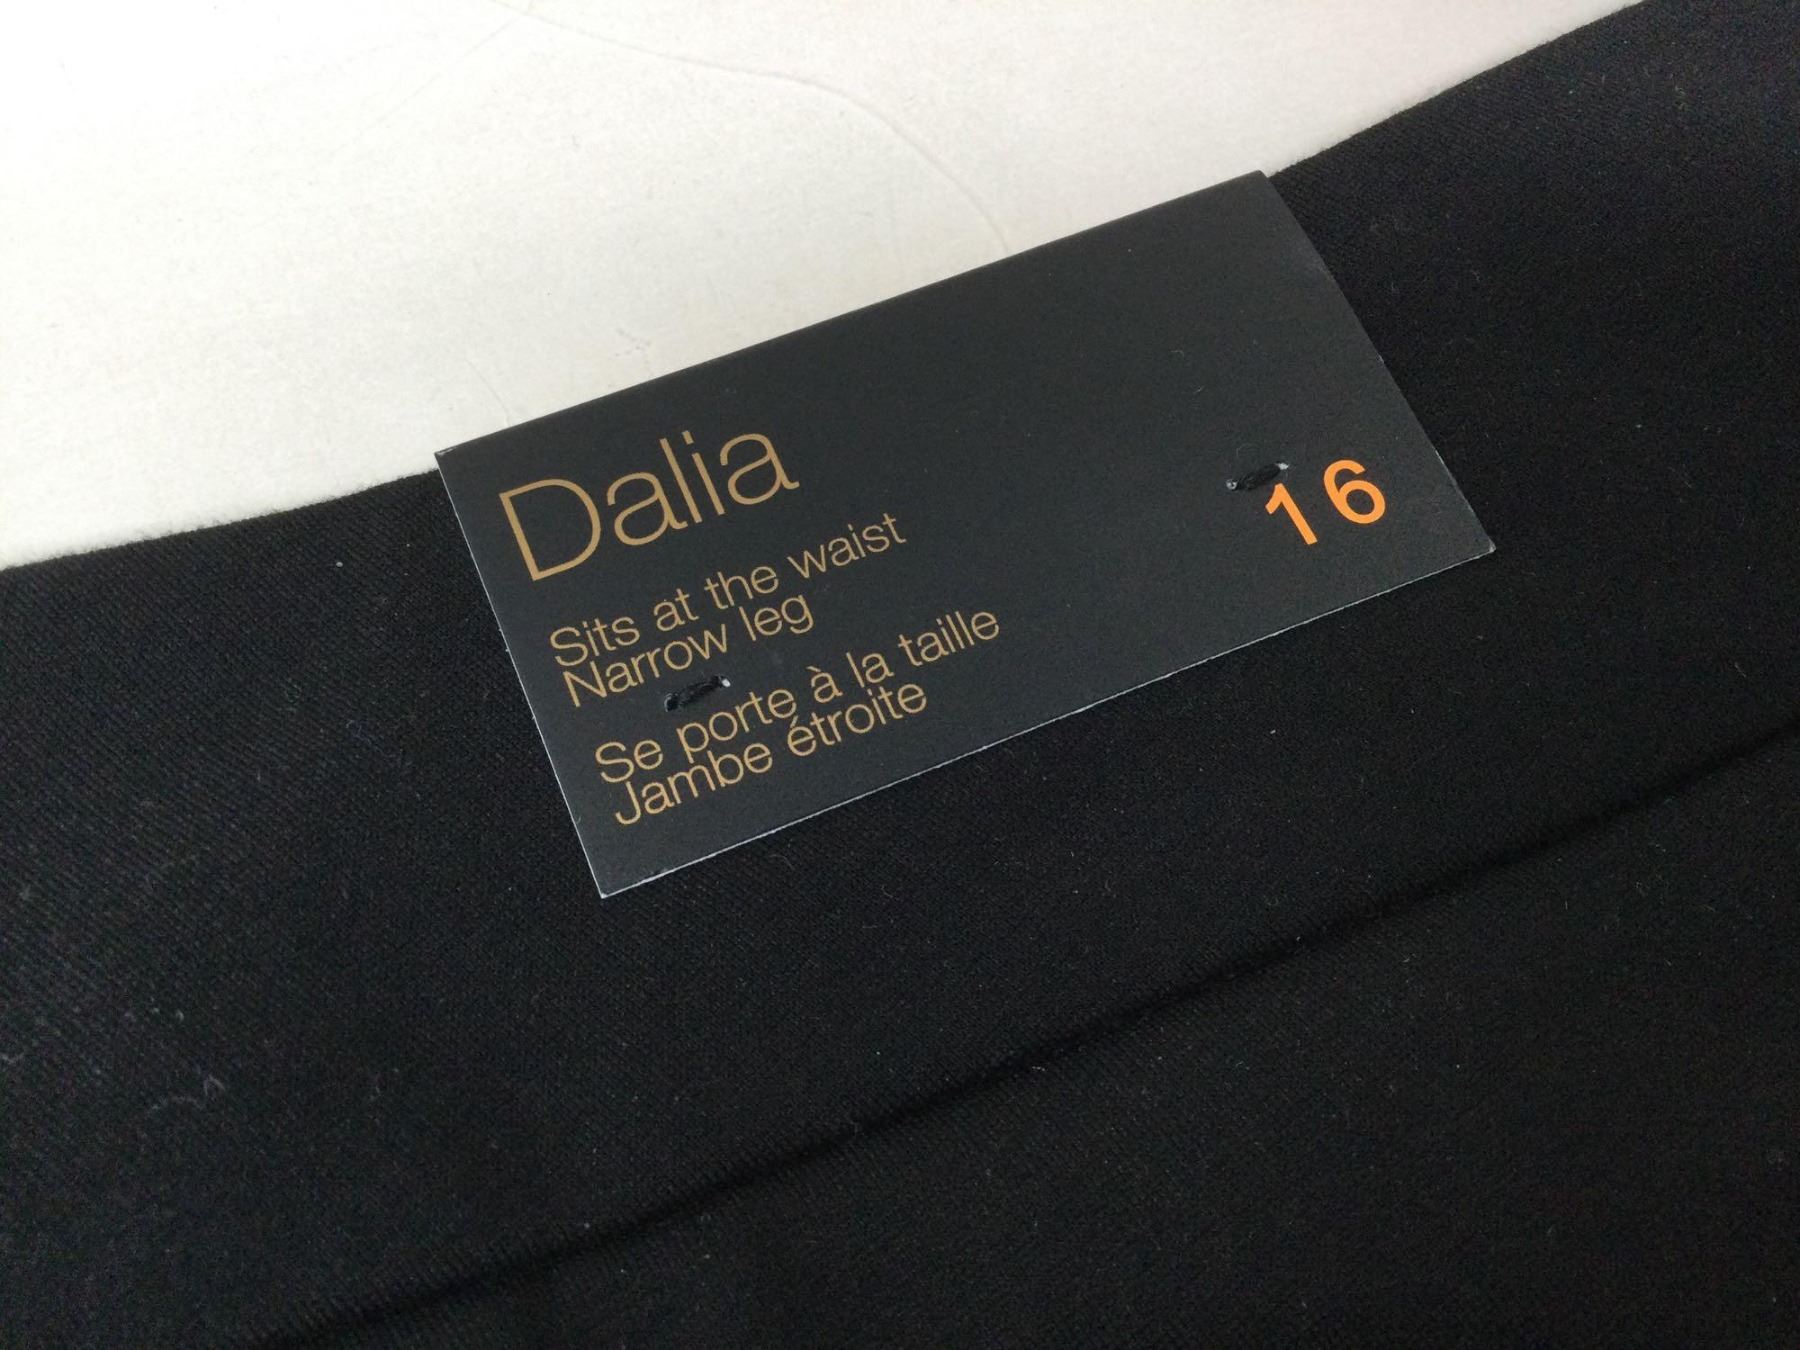 Dalia
16
Sits at the waist
Narrow leg
Se porte à la taille
Jambe étroite